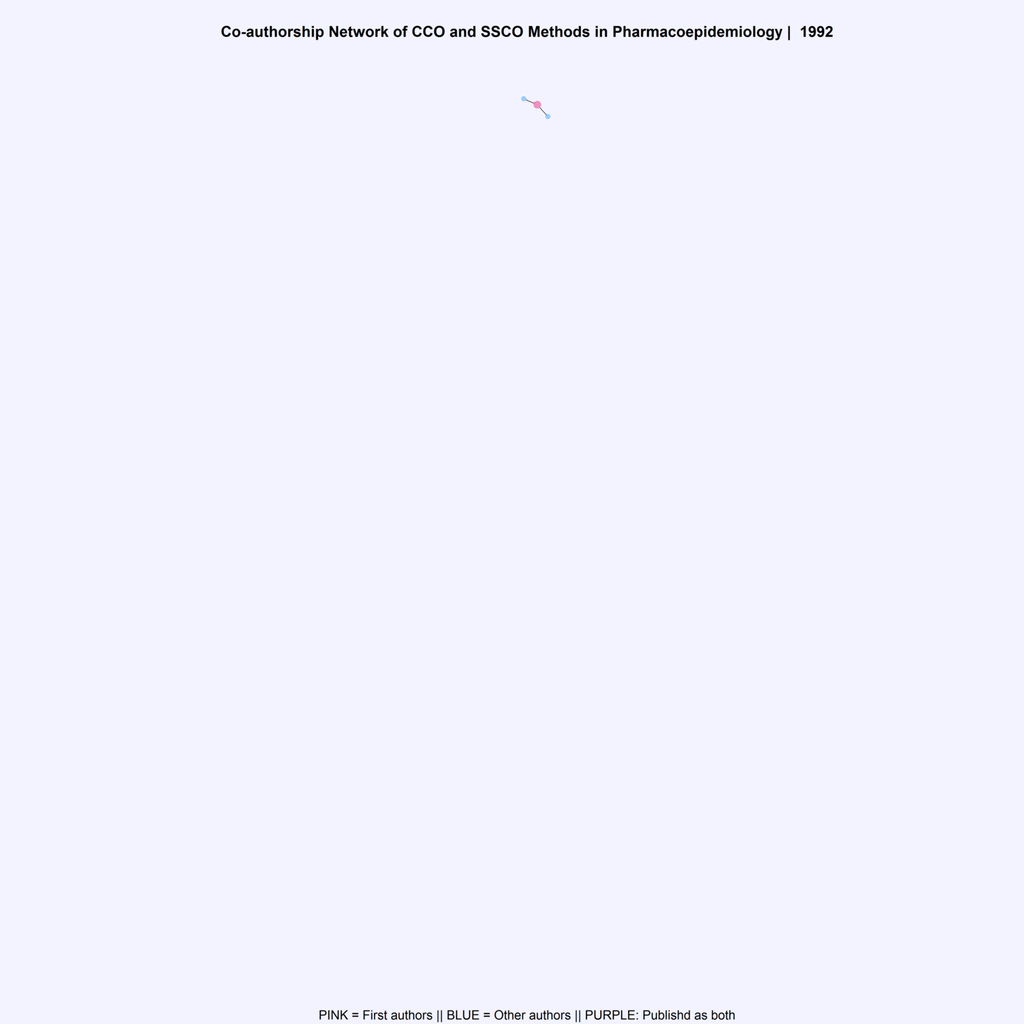 Co-authorship Network of CCO and SSCO Methods in Pharmacoepidemiology | 1992
PINK = First authors || BLUE = Other authors || PURPLE: Publishd as both